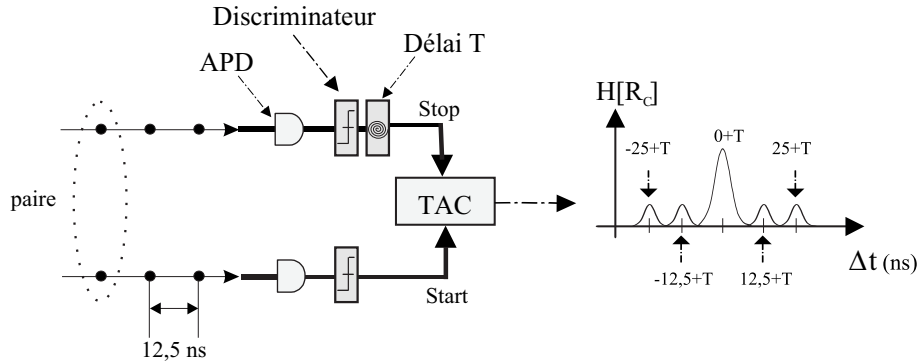 Discriminateur
Délai T
APD
Stop
paire
TAC
Start
12,5 ns
H[R_C]
0+T
-25+T
25+T
-12,5+T
12,5+T
Δt (ns)